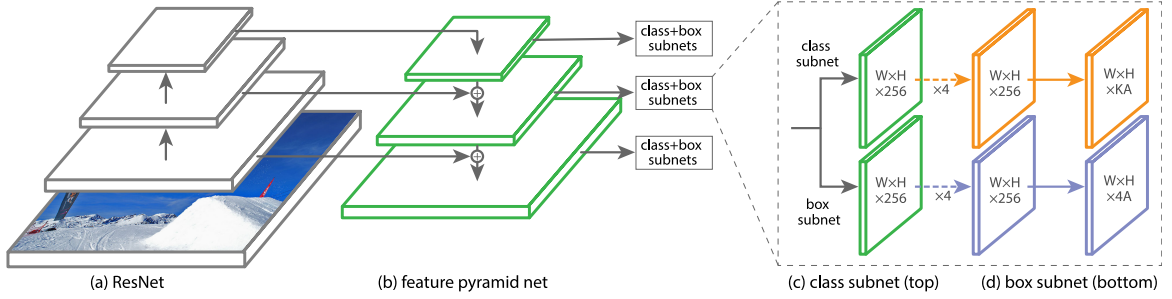 class+box
subnets
class+box
subnets
class+box
subnets
class
subnet
W×H
×256
×4
W×H
×256
W×H
×KA
box
subnet
W×H
×256
×4
W×H
×256
W×H
×4A
(a) ResNet
(b) feature pyramid net
(c) class subnet (top)
(d) box subnet (bottom)